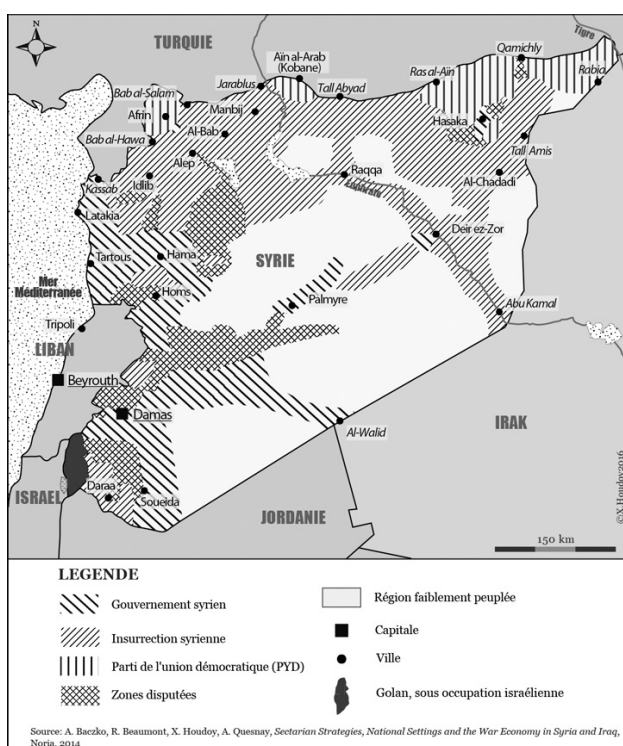 N
TURQUIE
Tigre
Qamichly
Aïn al-Arab
(Kobane)
Jarablus
Tall Abyad
Ras al-Aïn
Rabia
Bab al-Salam
Manbij
Afrin
Al-Bab
Hasaka
Bab al-Hawa
Alep
Tall Amis
Kassab
Idlib
Raqqa
Al-Chadadi
Euphrate
Latakia
Deir ez-Zor
SYRIE
Hama
Tartous
Mer
Méditerranée
Homs
Palmyre
Abu Kamal
Tripoli
LIBAN
Beyrouth
Damas
Al-Walid
IRAK
Daraa
Soueida
ISRAEL
JORDANIE
150 km
©X.Houdoy2016
LEGENDE
Gouvernement syrien
Insurrection syrienne
Parti de l'union démocratique (PYD)
Zones disputées
Région faiblement peuplée
Capitale
Ville
Golan, sous occupation israélienne
Source: A. Baczko, R. Beaumont, X. Houdoy, A. Quesnay, Sectarian Strategies, National Settings and the War Economy in Syria and Iraq,
Noria, 2014